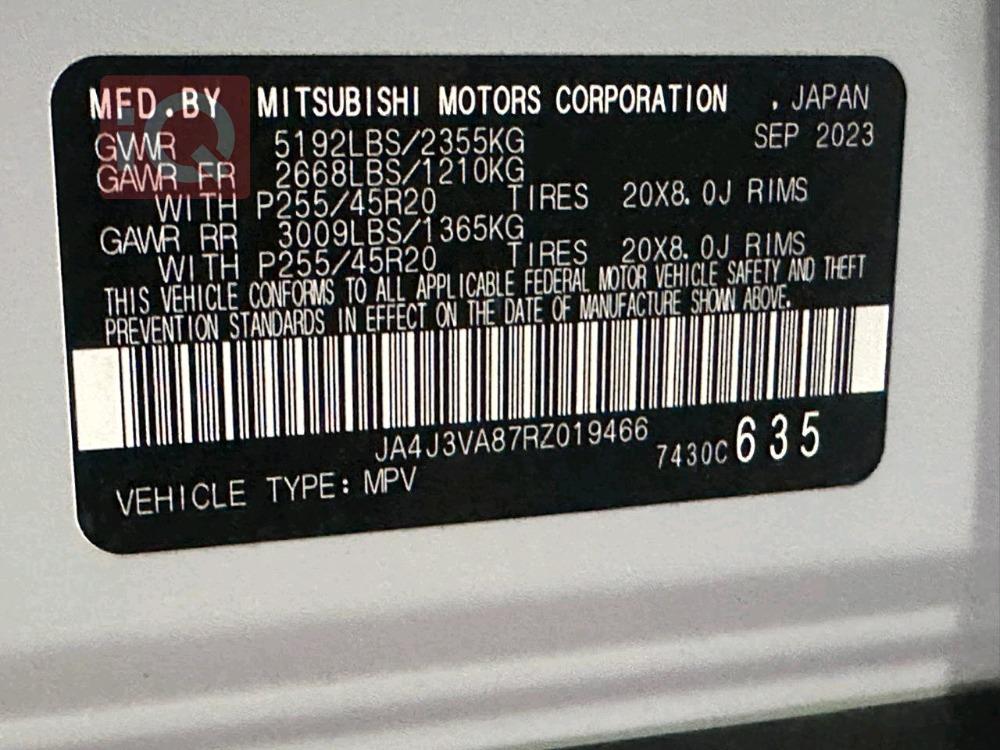 MFD.BY MITSUBISHI MOTORS CORPORATION , JAPAN
GVWR 5192LBS/2355KG SEP 2023
GAWR FR 2668LBS/1210KG
WITH P255/45R20 TIRES 20X8.0J RIMS
GAWR RR 3009LBS/1365KG
WITH P255/45R20 TIRES 20X8.0J RIMS
THIS VEHICLE CONFORMS TO ALL APPLICABLE FEDERAL MOTOR VEHICLE SAFETY AND THEFT
PREVENTION STANDARDS IN EFFECT ON THE DATE OF MANUFACTURE SHOWN ABOVE.
JA4J3VA87RZ019466
7430C 635
VEHICLE TYPE: MPV
iQ